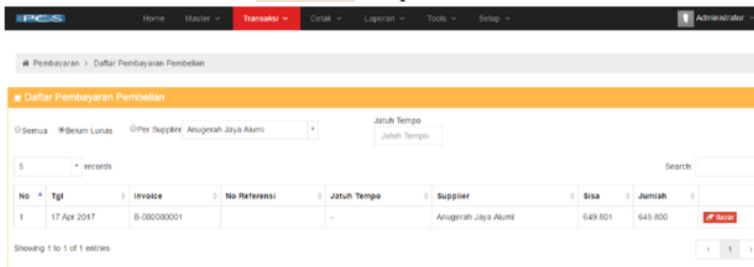 IPCS
Home Master Transaksi Cetak Laporan Tools Setup Administrator
Pembayaran > Daftar Pembayaran Pembelian
Daftar Pembayaran Pembelian
Jatuh Tempo
Semua Belum Lunas Per Supplier Anugerah Jaya Alumi Jatuh Tempo
5 records Search:
No Tgl Invoice No Referensi Jatuh Tempo Supplier Sisa Jumlah
1 17 Apr 2017 B-000000001 - Anugerah Jaya Alumi 649.801 649.800 Bayar
Showing 1 to 1 of 1 entries 1